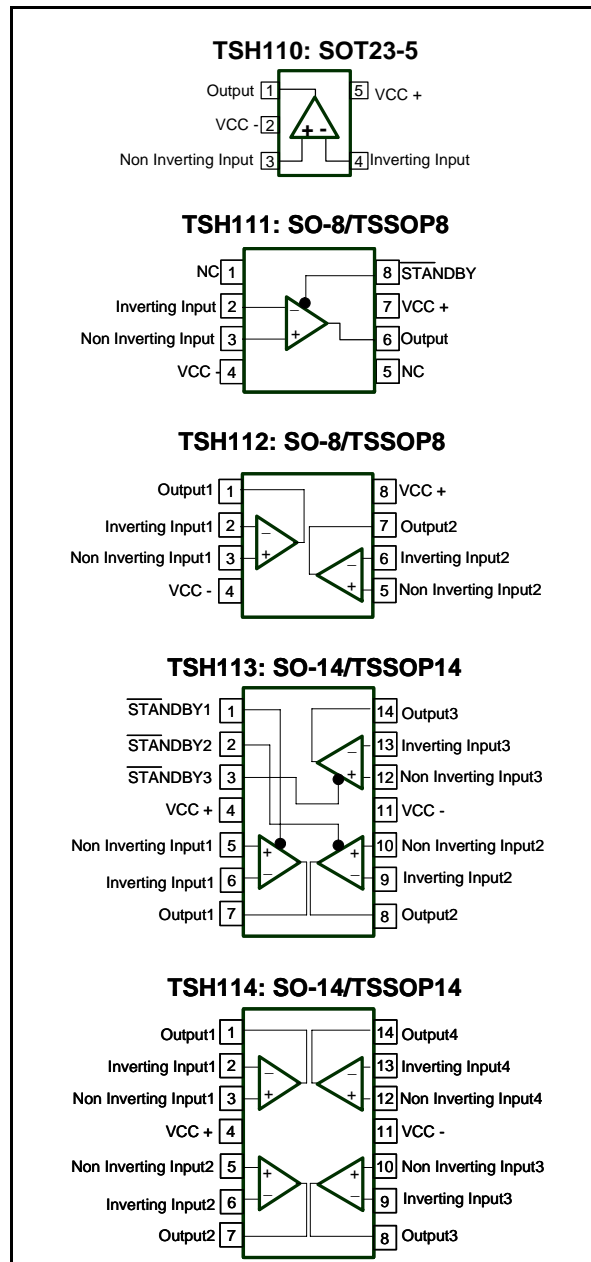 TSH110: SOT23-5
Output 1 5 VCC +
VCC - 2
+ -
Non Inverting Input 3 4 Inverting Input
TSH111: SO-8/TSSOP8
NC 1 8 STANDBY
Inverting Input 2 _ 7 VCC +
Non Inverting Input 3 + 6 Output
VCC - 4 5 NC
TSH112: SO-8/TSSOP8
Output1 1 8 VCC +
Inverting Input1 2 _ 7 Output2
Non Inverting Input1 3 + _ 6 Inverting Input2
VCC - 4 + 5 Non Inverting Input2
TSH113: SO-14/TSSOP14
STANDBY1 1 14 Output3
STANDBY2 2 _ 13 Inverting Input3
STANDBY3 3 + 12 Non Inverting Input3
VCC + 4 11 VCC -
Non Inverting Input1 5 + + 10 Non Inverting Input2
Inverting Input1 6 _ _ 9 Inverting Input2
Output1 7 8 Output2
TSH114: SO-14/TSSOP14
Output1 1 14 Output4
Inverting Input1 2 _ _ 13 Inverting Input4
Non Inverting Input1 3 + + 12 Non Inverting Input4
VCC + 4 11 VCC -
Non Inverting Input2 5 + + 10 Non Inverting Input3
Inverting Input2 6 _ _ 9 Inverting Input3
Output2 7 8 Output3